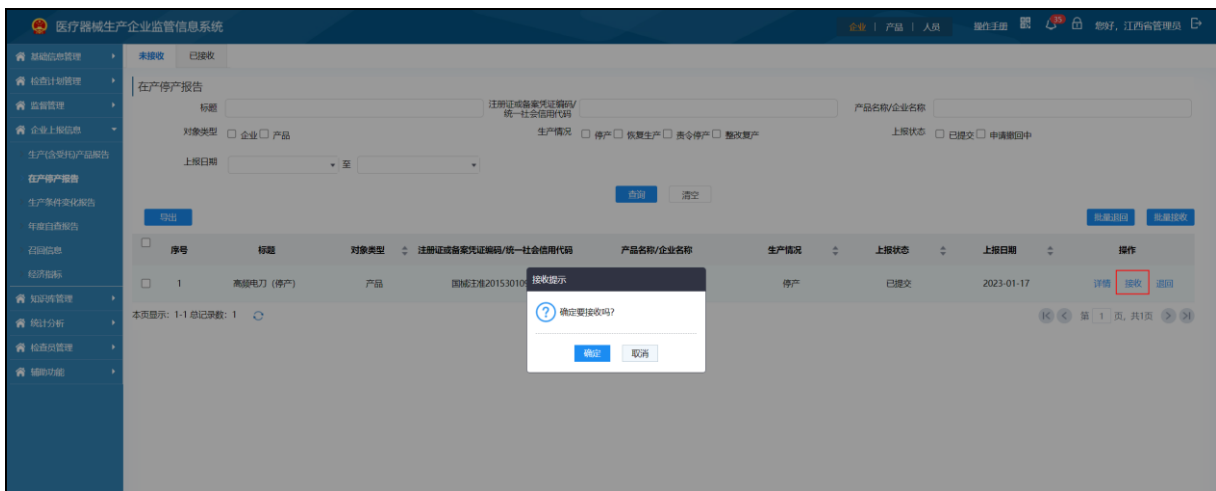 医疗器械生产企业监管信息系统
企业 | 产品 | 人员
操作手册
35
您好，江西省管理员
基础信息管理
检查计划管理
监督管理
企业上报信息
生产(含受托)产品报告
在产停产报告
生产条件变化报告
年度自查报告
召回信息
经济指标
知识库管理
统计分析
检查员管理
辅助功能
未接收 已接收
在产停产报告
标题
注册证或备案凭证编码/
统一社会信用代码
产品名称/企业名称
对象类型 企业 产品
生产情况 停产 恢复生产 责令停产 整改复产
上报状态 已提交 申请撤回中
上报日期 至
查询 清空
导出 批量退回 批量接收
序号 标题 对象类型 注册证或备案凭证编码/统一社会信用代码 产品名称/企业名称 生产情况 上报状态 上报日期 操作
1 高频电刀（停产） 产品 国械注准2015301 停产 已提交 2023-01-17 详情 接收 退回
本页显示: 1-1 总记录数: 1
第 1 页, 共1页
接收提示
确定要接收吗?
确定 取消